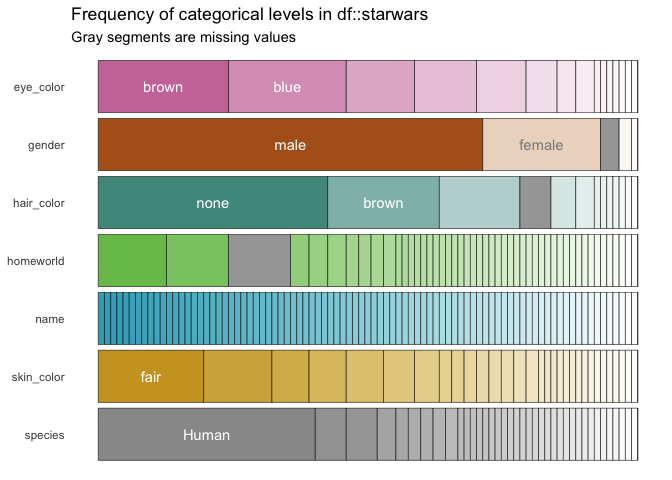 Frequency of categorical levels in df::starwars
Gray segments are missing values
eye_color
brown
blue
gender
male
female
hair_color
none
brown
homeworld
name
skin_color
fair
species
Human